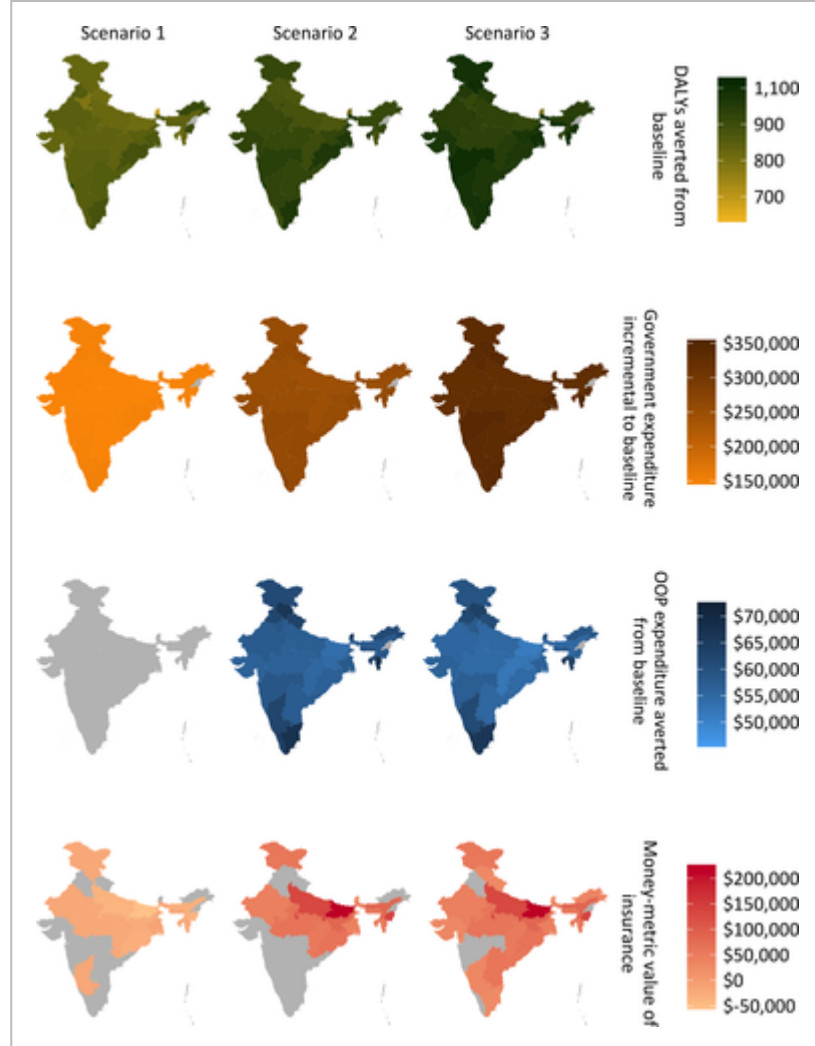 Scenario 1
Scenario 2
Scenario 3
DALYs averted from
baseline
1,100
900
800
700
Government expenditure
incremental to baseline
$350,000
$300,000
$250,000
$200,000
$150,000
OOP expenditure averted
from baseline
$70,000
$65,000
$60,000
$55,000
$50,000
Money-metric value of
insurance
$200,000
$150,000
$100,000
$50,000
$0
$-50,000